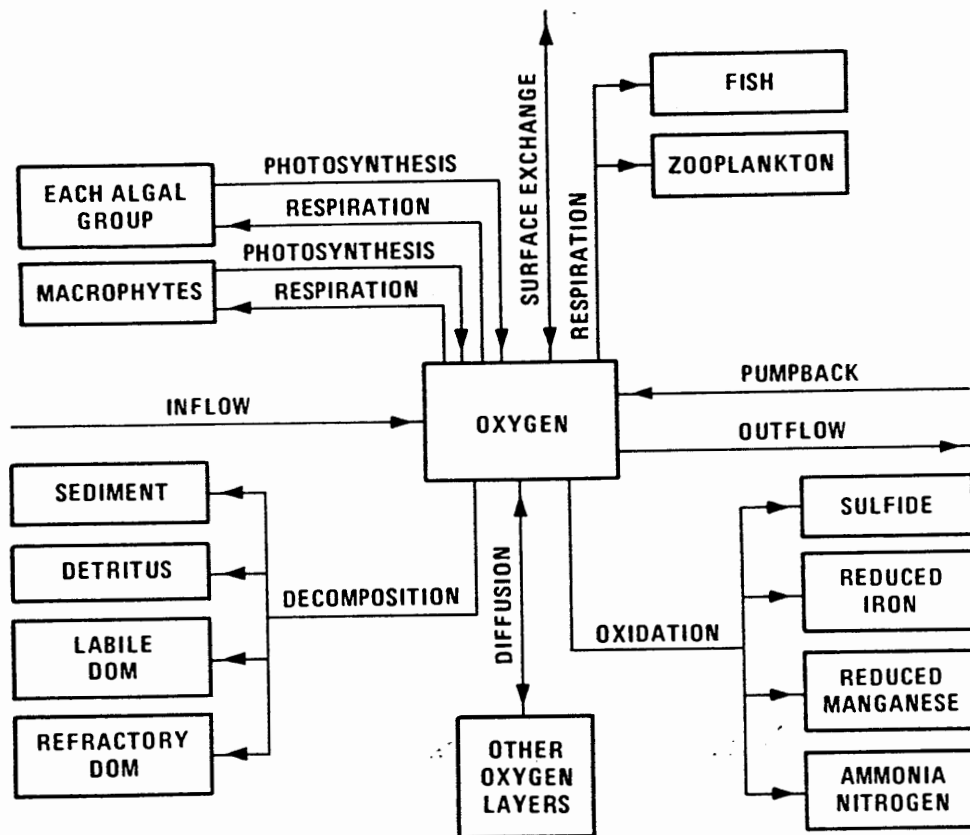 SURFACE EXCHANGE
RESPIRATION
FISH
ZOOPLANKTON
EACH ALGAL
GROUP
PHOTOSYNTHESIS
RESPIRATION
MACROPHYTES
PHOTOSYNTHESIS
RESPIRATION
INFLOW
OXYGEN
PUMPBACK
OUTFLOW
SEDIMENT
DETRITUS
LABILE
DOM
REFRACTORY
DOM
DECOMPOSITION
DIFFUSION
OTHER
OXYGEN
LAYERS
OXIDATION
SULFIDE
REDUCED
IRON
REDUCED
MANGANESE
AMMONIA
NITROGEN